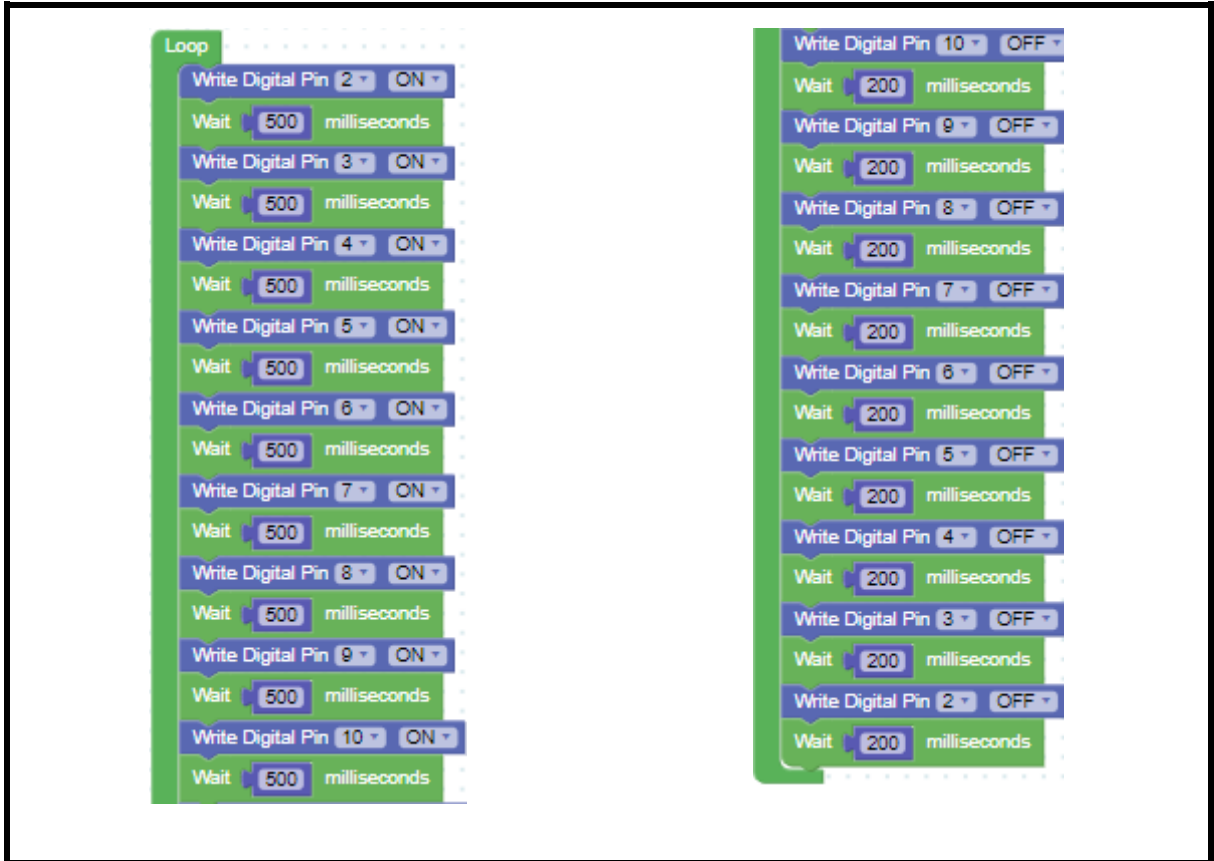 Loop
Write Digital Pin 2 ON
Wait 500 milliseconds
Write Digital Pin 3 ON
Wait 500 milliseconds
Write Digital Pin 4 ON
Wait 500 milliseconds
Write Digital Pin 5 ON
Wait 500 milliseconds
Write Digital Pin 6 ON
Wait 500 milliseconds
Write Digital Pin 7 ON
Wait 500 milliseconds
Write Digital Pin 8 ON
Wait 500 milliseconds
Write Digital Pin 9 ON
Wait 500 milliseconds
Write Digital Pin 10 ON
Wait 500 milliseconds
Write Digital Pin 10 OFF
Wait 200 milliseconds
Write Digital Pin 9 OFF
Wait 200 milliseconds
Write Digital Pin 8 OFF
Wait 200 milliseconds
Write Digital Pin 7 OFF
Wait 200 milliseconds
Write Digital Pin 6 OFF
Wait 200 milliseconds
Write Digital Pin 5 OFF
Wait 200 milliseconds
Write Digital Pin 4 OFF
Wait 200 milliseconds
Write Digital Pin 3 OFF
Wait 200 milliseconds
Write Digital Pin 2 OFF
Wait 200 milliseconds